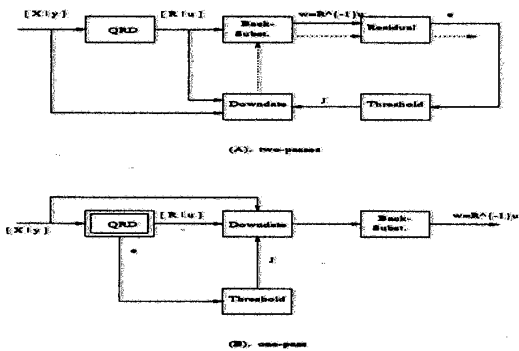 [X|y] [R|u] w=R^(-1)u e
QRD Back-Subst. Residual
Downdate J Threshold
(A). two-passes
[X|y] QRD [R|u] Downdate Back-Subst. w=R^(-1)u
e J
Threshold
(B). one-pass